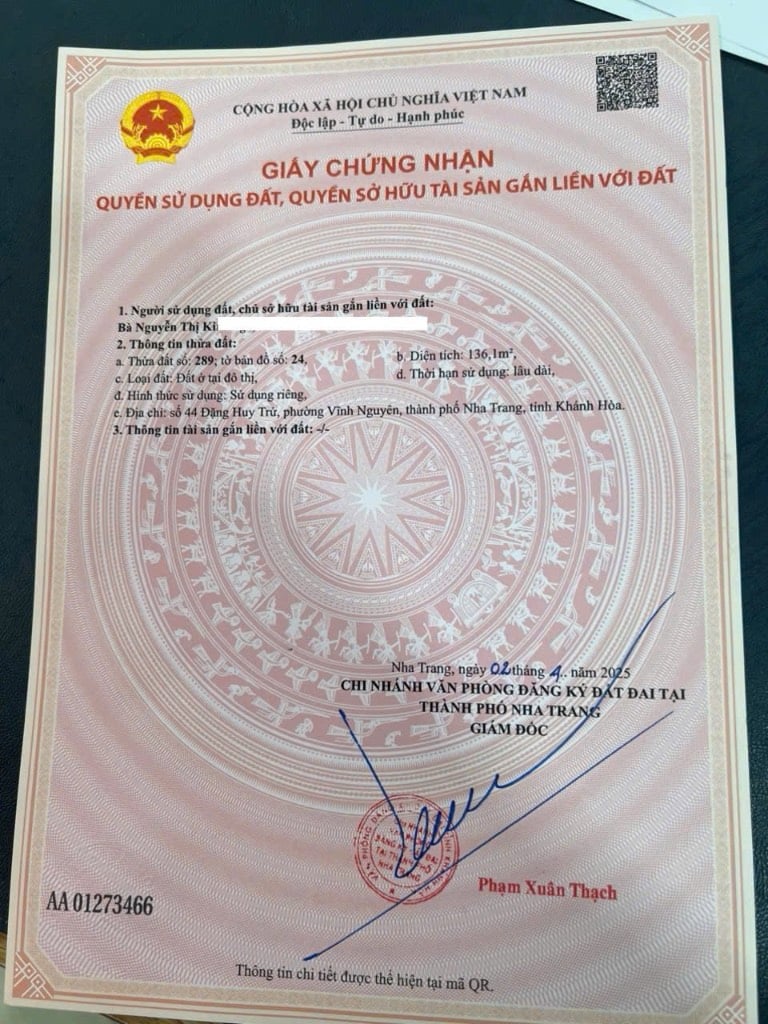 CỘNG HÒA XÃ HỘI CHỦ NGHĨA VIỆT NAM
Độc lập - Tự do - Hạnh phúc
GIẤY CHỨNG NHẬN
QUYỀN SỬ DỤNG ĐẤT, QUYỀN SỞ HỮU TÀI SẢN GẮN LIỀN VỚI ĐẤT
1. Người sử dụng đất, chủ sở hữu tài sản gắn liền với đất:
Bà Nguyễn Thị Ki
2. Thông tin thửa đất:
a. Thửa đất số: 289; tờ bản đồ số: 24, b. Diện tích: 136,1m²,
c. Loại đất: Đất ở tại đô thị, d. Thời hạn sử dụng: lâu dài,
đ. Hình thức sử dụng: Sử dụng riêng,
e. Địa chỉ: số 44 Đặng Huy Trứ, phường Vĩnh Nguyên, thành phố Nha Trang, tỉnh Khánh Hòa.
3. Thông tin tài sản gắn liền với đất: -/-
Nha Trang, ngày 02 tháng 4.. năm 2025
CHI NHÁNH VĂN PHÒNG ĐĂNG KÝ ĐẤT ĐAI TẠI
THÀNH PHỐ NHA TRANG
GIÁM ĐỐC
Phạm Xuân Thạch
AA 01273466
Thông tin chi tiết được thể hiện tại mã QR.